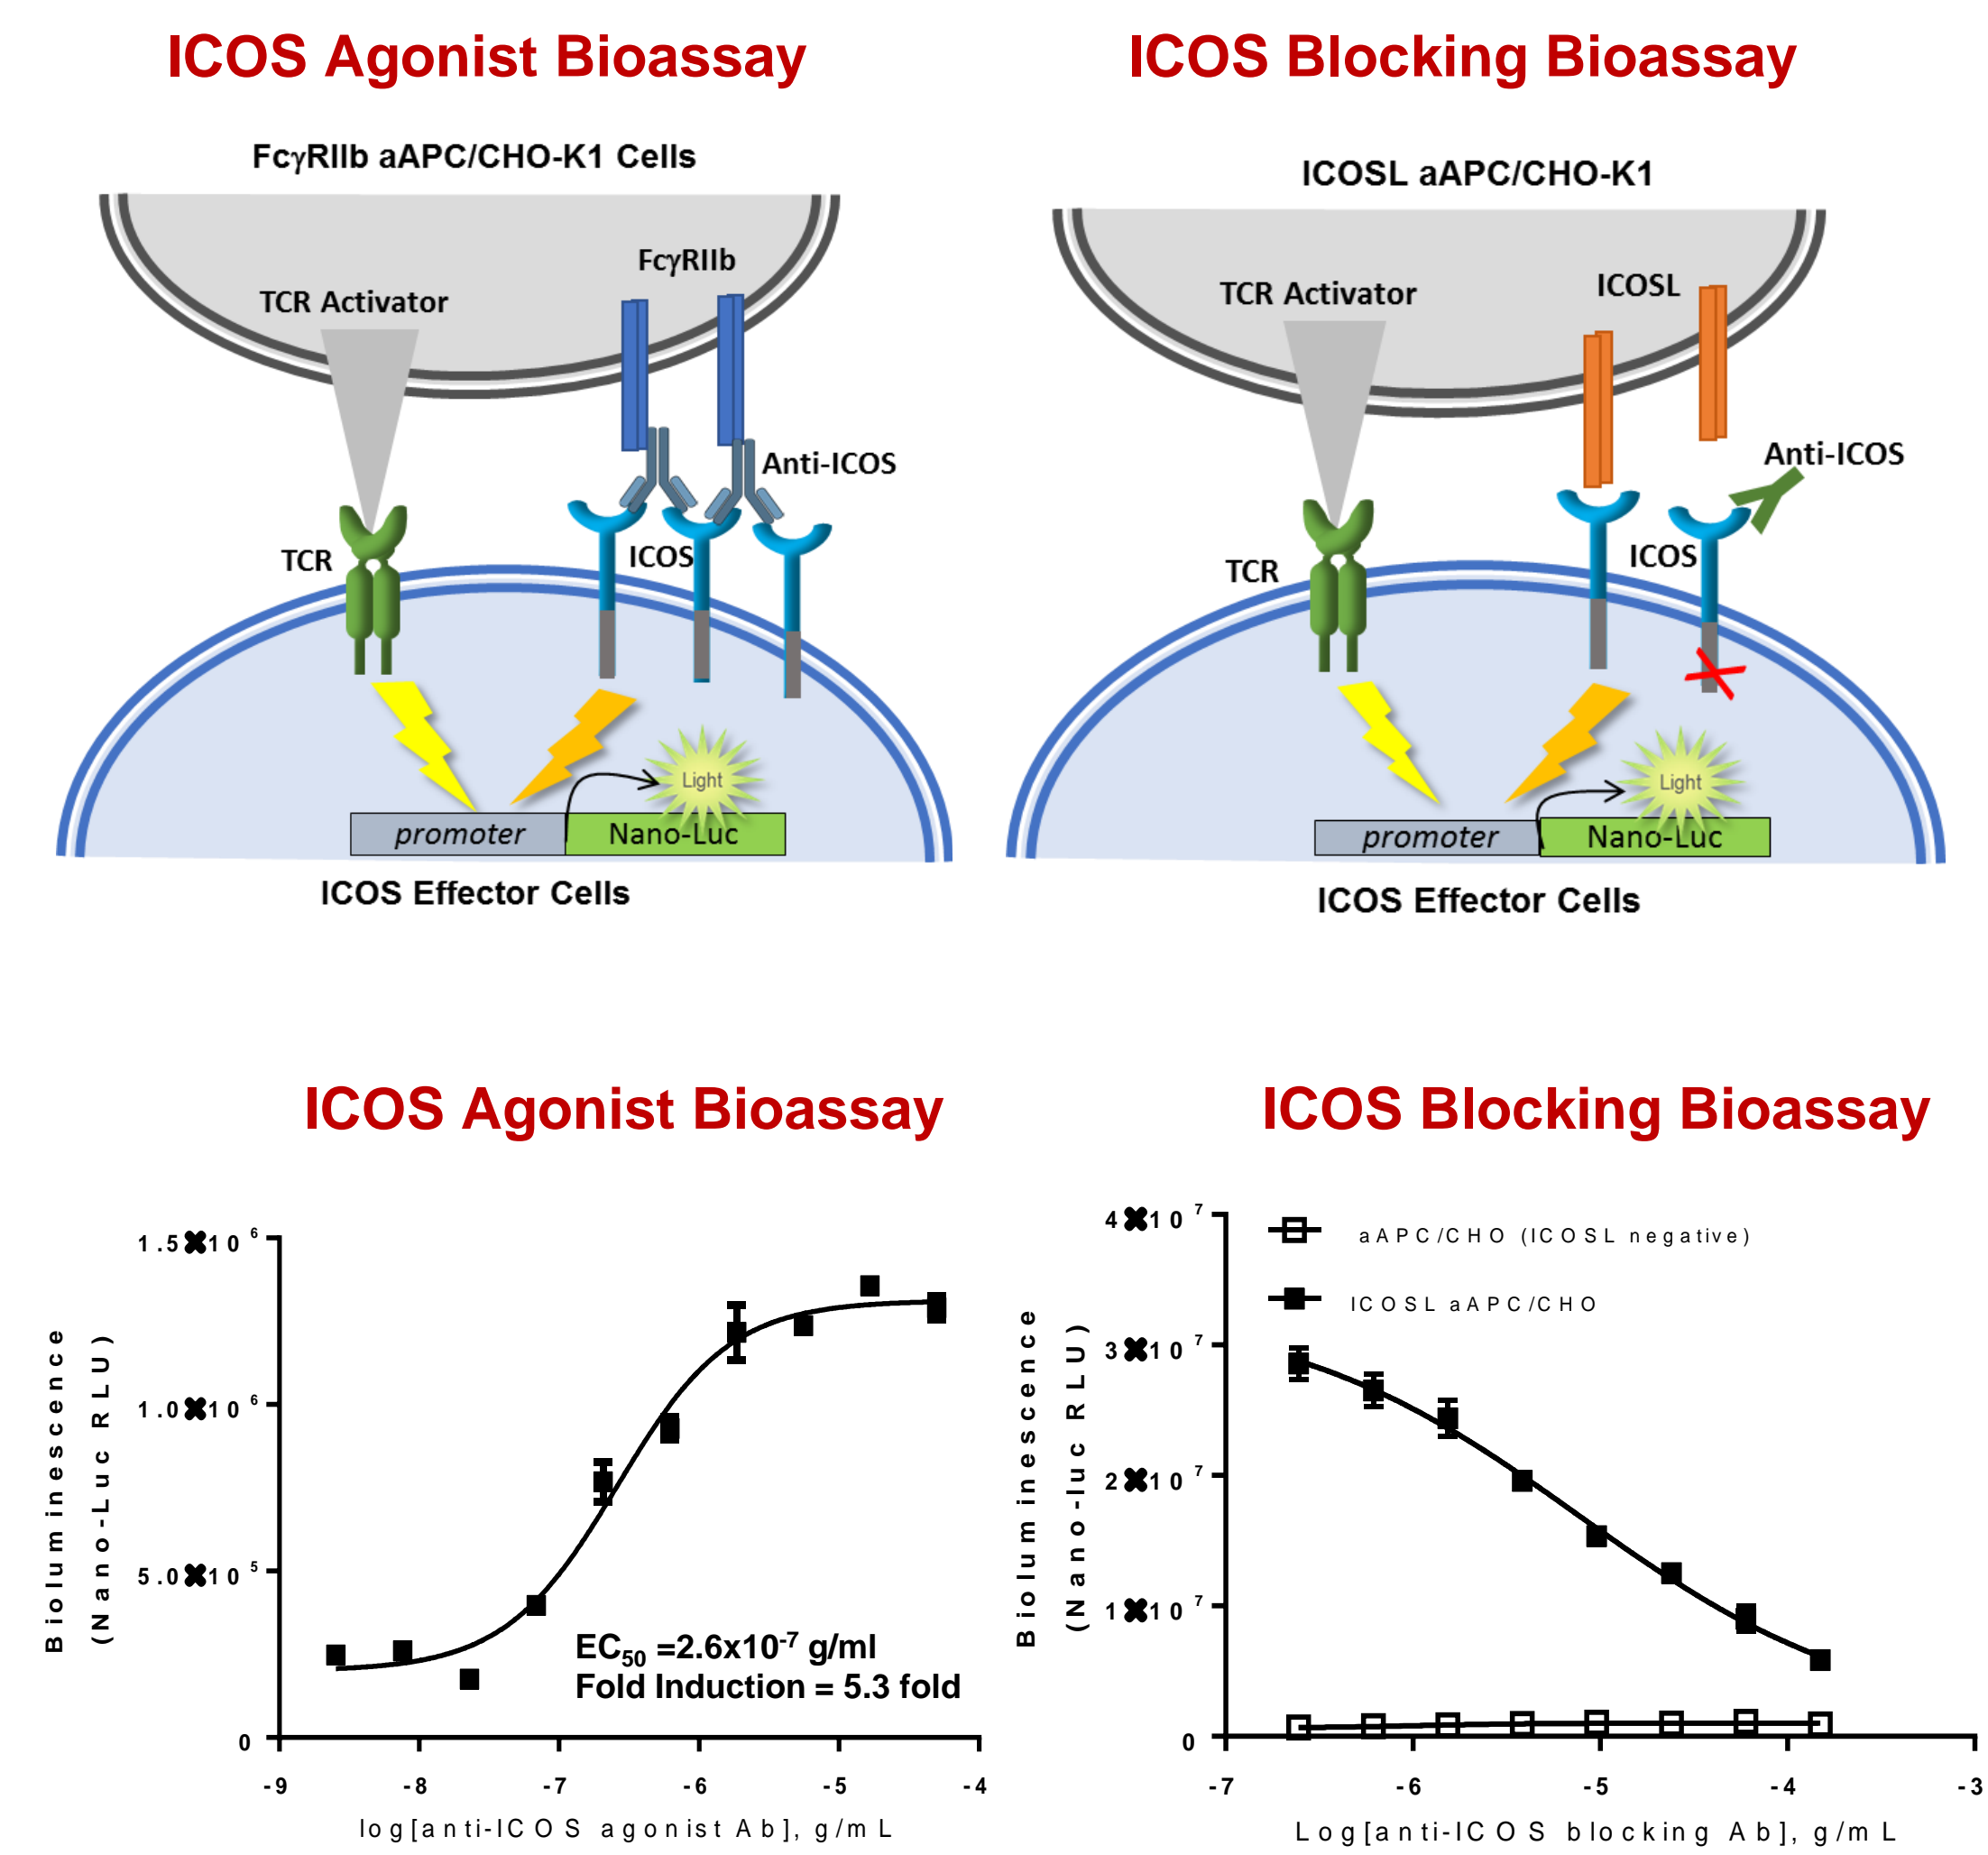 ICOS Agonist Bioassay
FcγRIIb aAPC/CHO-K1 Cells
FcγRIIb
TCR Activator
Anti-ICOS
TCR
ICOS
Light
promoter
Nano-Luc
ICOS Effector Cells
ICOS Blocking Bioassay
ICOSL aAPC/CHO-K1
ICOSL
TCR Activator
Anti-ICOS
TCR
ICOS
Light
promoter
Nano-Luc
ICOS Effector Cells
ICOS Agonist Bioassay
Bioluminescence
(Nano-Luc RLU)
1.5×10⁶
1.0×10⁶
5.0×10⁵
0
EC₅₀ =2.6x10⁻⁷ g/ml
Fold Induction = 5.3 fold
-9 -8 -7 -6 -5 -4
log[anti-ICOS agonist Ab], g/mL
ICOS Blocking Bioassay
Bioluminescence
(Nano-luc RLU)
4×10⁷
3×10⁷
2×10⁷
1×10⁷
0
aAPC/CHO (ICOSL negative)
ICOSL aAPC/CHO
-7 -6 -5 -4 -3
Log[anti-ICOS blocking Ab], g/mL